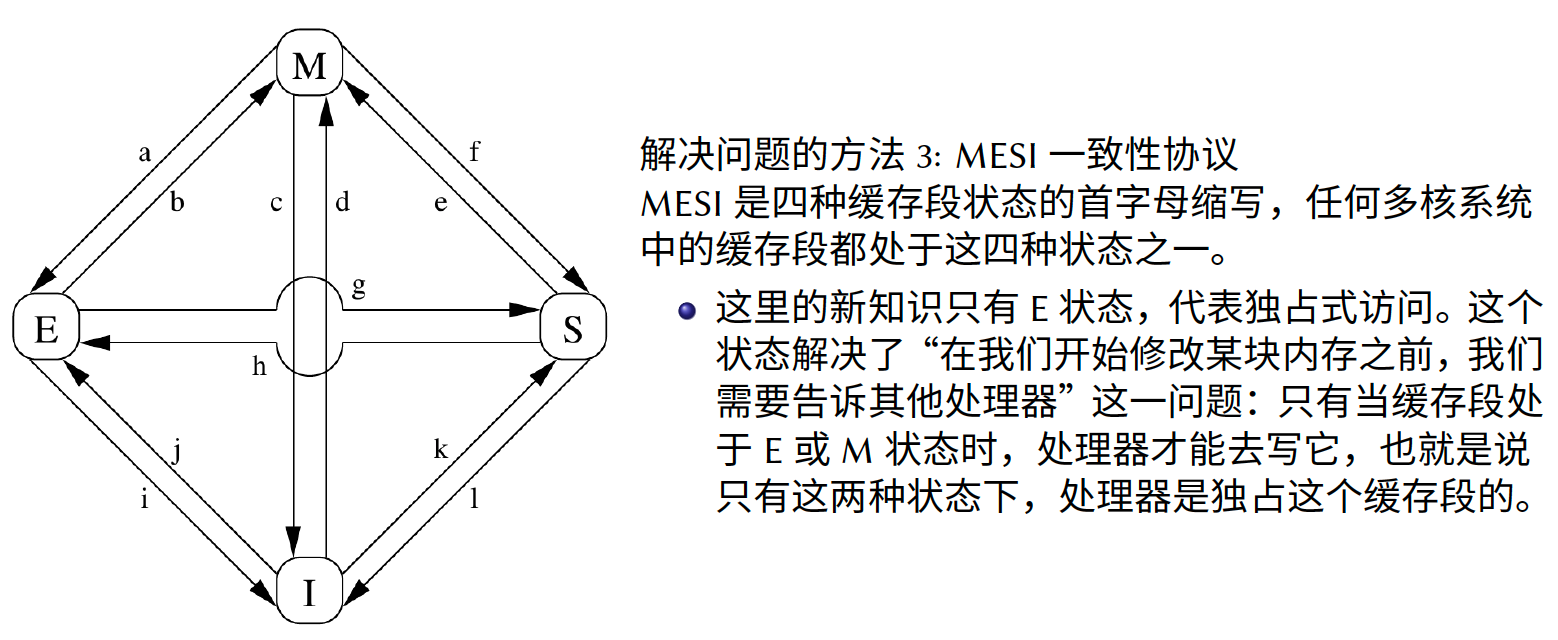 M
a
f
b
c
d
e
g
E
S
h
j
k
i
l
I
解决问题的方法 3: MESI 一致性协议
MESI 是四种缓存段状态的首字母缩写，任何多核系统
中的缓存段都处于这四种状态之一。
这里的新知识只有 E 状态，代表独占式访问。这个
状态解决了“在我们开始修改某块内存之前，我们
需要告诉其他处理器”这一问题：只有当缓存段处
于 E 或 M 状态时，处理器才能去写它，也就是说
只有这两种状态下，处理器是独占这个缓存段的。